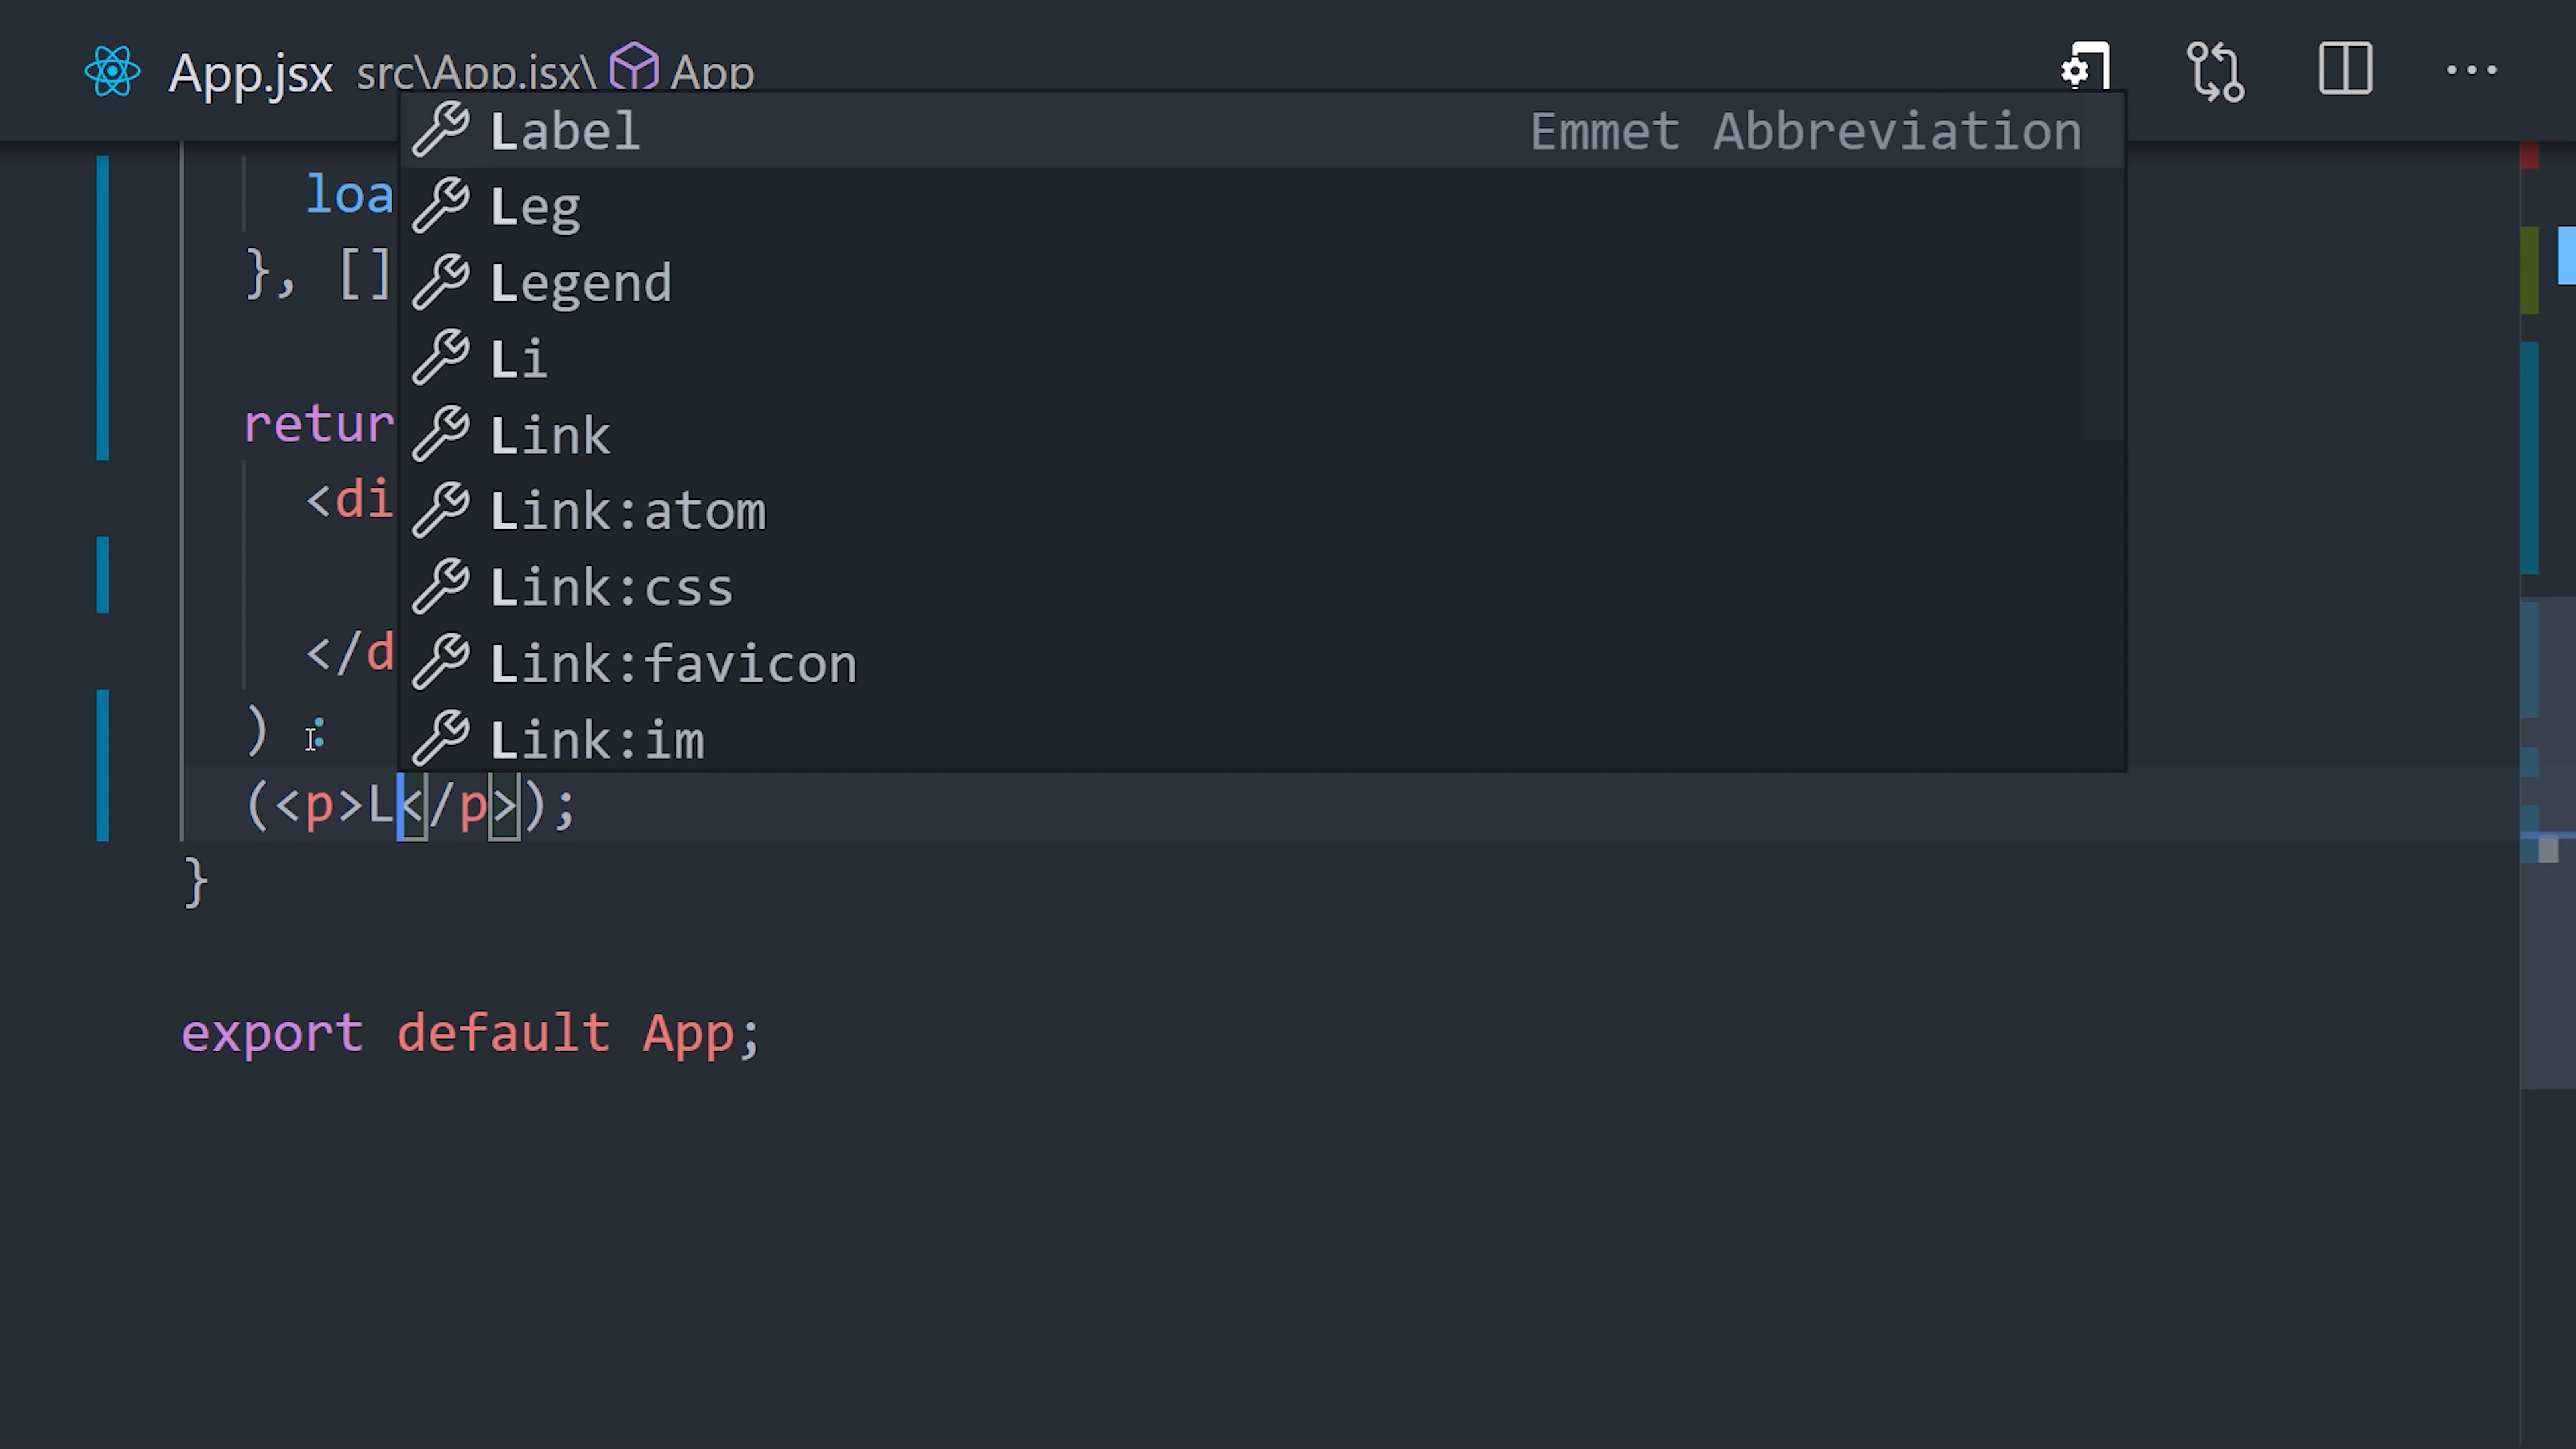 App.jsx src\App.jsx\ App
Label Emmet Abbreviation
loa
Leg
}, []
Legend
Li
retur
Link
<di
Link:atom
Link:css
</d
Link:favicon
) :
Link:im
(<p>L</p>);
}
export default App;